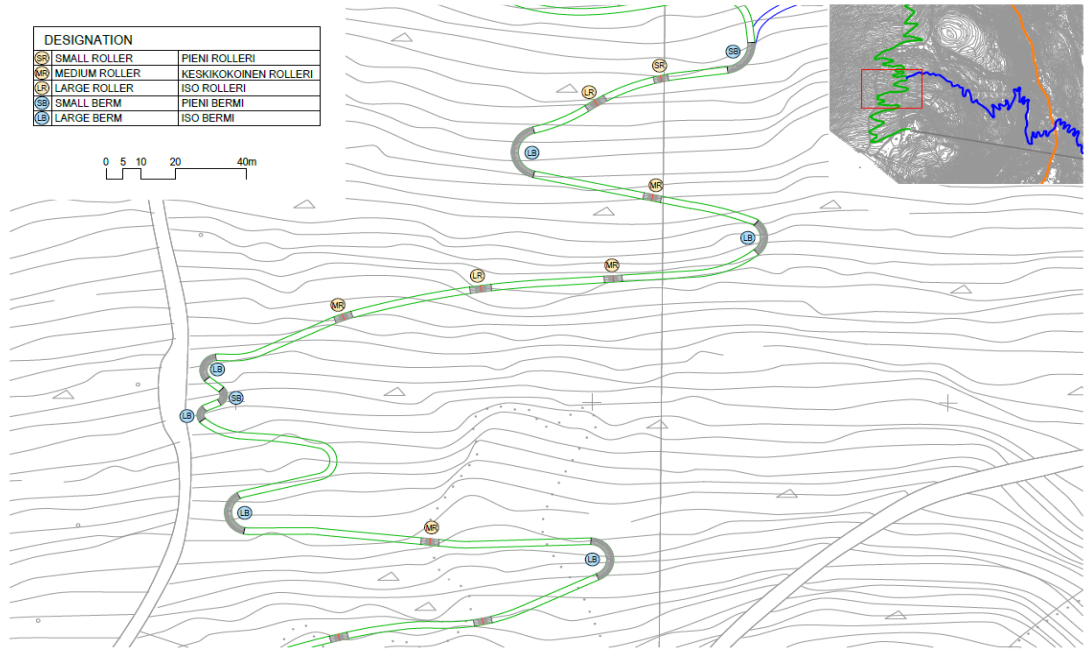 DESIGNATION
SR SMALL ROLLER PIENI ROLLERI
MR MEDIUM ROLLER KESKIKOKOINEN ROLLERI
LR LARGE ROLLER ISO ROLLERI
SB SMALL BERM PIENI BERMI
LB LARGE BERM ISO BERMI
0 5 10 20 40m
SB
SR
LR
LB
MR
LB
MR
LR
MR
LB
SB
LB
LB
MR
LB